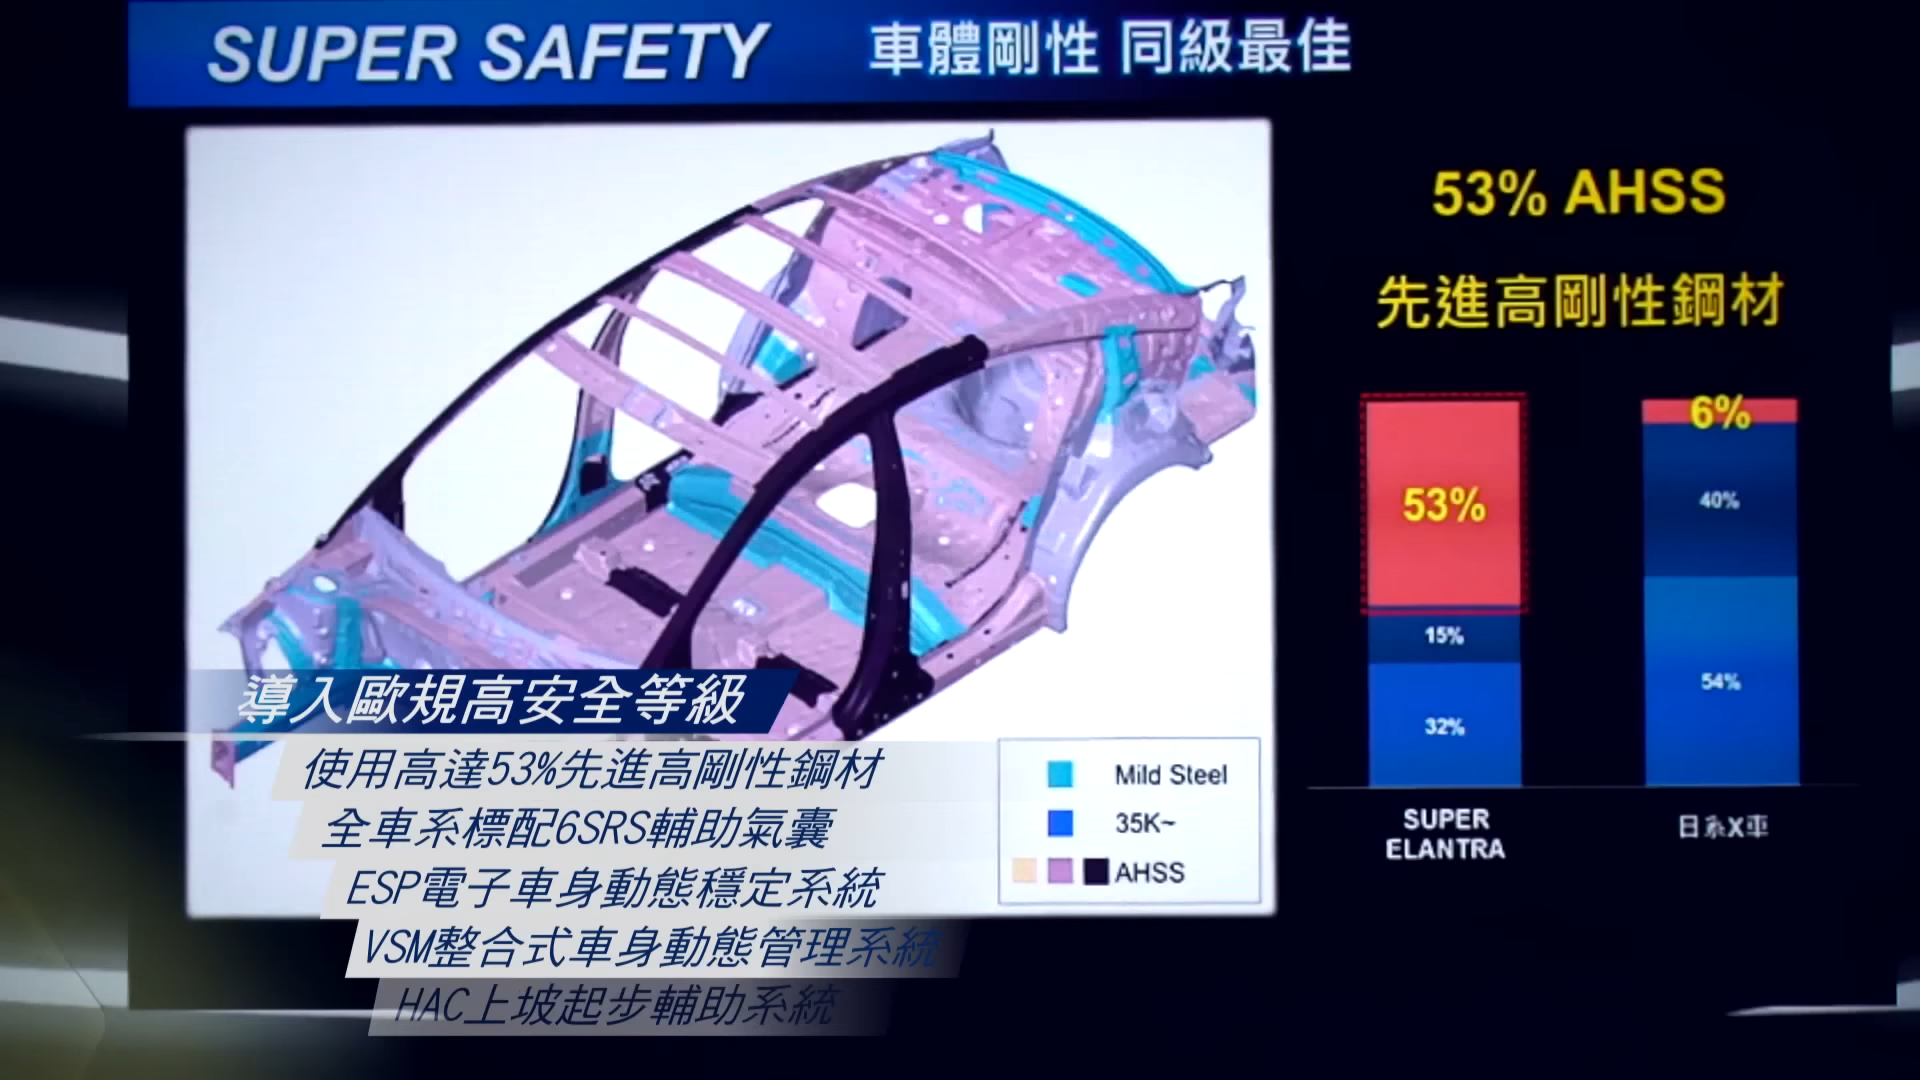 SUPER SAFETY 車體剛性 同級最佳
53% AHSS
先進高剛性鋼材
53%
15%
32%
SUPER
ELANTRA
6%
40%
54%
日系X車
Mild Steel
35K~
AHSS
導入歐規高安全等級
使用高達53%先進高剛性鋼材
全車系標配6SRS輔助氣囊
ESP電子車身動態穩定系統
VSM整合式車身動態管理系統
HAC上坡起步輔助系統